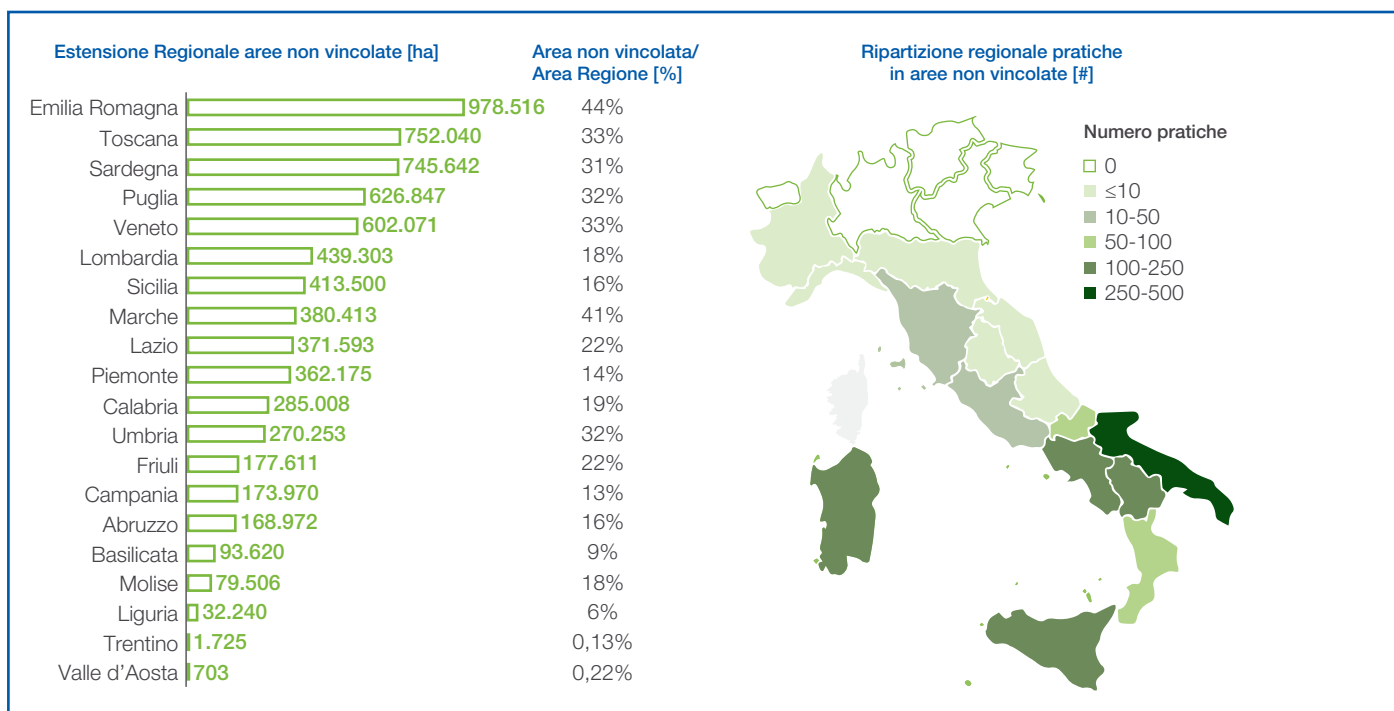 Estensione Regionale aree non vincolate [ha]
Area non vincolata/
Area Regione [%]
Emilia Romagna 978.516 44%
Toscana 752.040 33%
Sardegna 745.642 31%
Puglia 626.847 32%
Veneto 602.071 33%
Lombardia 439.303 18%
Sicilia 413.500 16%
Marche 380.413 41%
Lazio 371.593 22%
Piemonte 362.175 14%
Calabria 285.008 19%
Umbria 270.253 32%
Friuli 177.611 22%
Campania 173.970 13%
Abruzzo 168.972 16%
Basilicata 93.620 9%
Molise 79.506 18%
Liguria 32.240 6%
Trentino 1.725 0,13%
Valle d'Aosta 703 0,22%
Ripartizione regionale pratiche
in aree non vincolate [#]
Numero pratiche
0
≤10
10-50
50-100
100-250
250-500